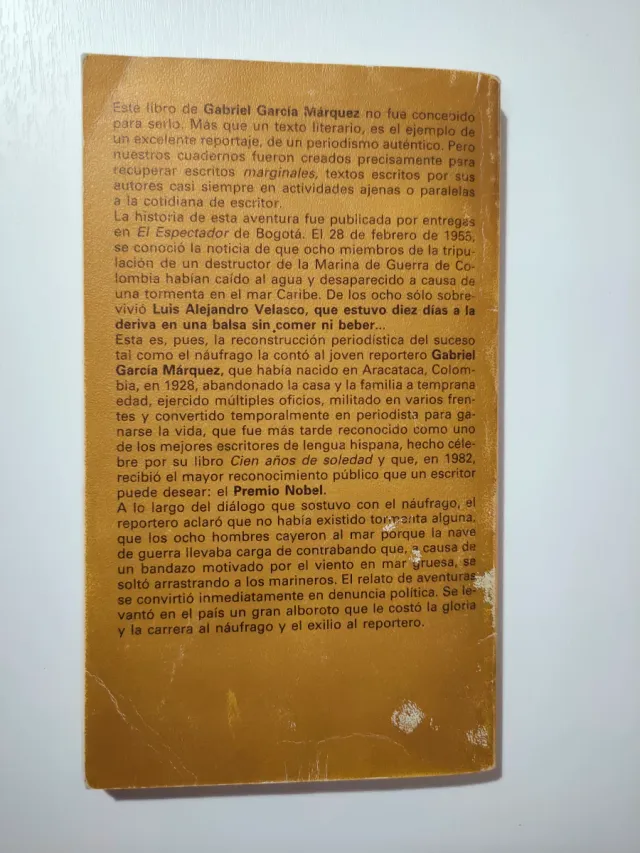 Este libro de Gabriel García Márquez no fue concebido
para serlo. Más que un texto literario, es el ejemplo de
un excelente reportaje, de un periodismo auténtico. Pero
nuestros cuadernos fueron creados precisamente para
recuperar escritos marginales, textos escritos por sus
autores casi siempre en actividades ajenas o paralelas
a la cotidiana de escritor.
La historia de esta aventura fue publicada por entregas
en El Espectador de Bogotá. El 28 de febrero de 1955,
se conoció la noticia de que ocho miembros de la tripu-
lación de un destructor de la Marina de Guerra de Co-
lombia habían caído al agua y desaparecido a causa de
una tormenta en el mar Caribe. De los ocho sólo sobre-
vivió Luis Alejandro Velasco, que estuvo diez días a la
deriva en una balsa sin comer ni beber...
Esta es, pues, la reconstrucción periodística del suceso
tal como el náufrago la contó al joven reportero Gabriel
García Márquez, que había nacido en Aracataca, Colom-
bia, en 1928, abandonado la casa y la familia a temprana
edad, ejercido múltiples oficios, militado en varios fren-
tes y convertido temporalmente en periodista para ga-
narse la vida, que fue más tarde reconocido como uno
de los mejores escritores de lengua hispana, hecho céle-
bre por su libro Cien años de soledad y que, en 1982,
recibió el mayor reconocimiento público que un escritor
puede desear: el Premio Nobel.
A lo largo del diálogo que sostuvo con el náufrago, el
reportero aclaró que no había existido tormenta alguna,
que los ocho hombres cayeron al mar porque la nave
de guerra llevaba carga de contrabando que, a causa de
un bandazo motivado por el viento en mar gruesa, se
soltó arrastrando a los marineros. El relato de aventuras
se convirtió inmediatamente en denuncia política. Se le-
vantó en el país un gran alboroto que le costó la gloria
y la carrera al náufrago y el exilio al reportero.